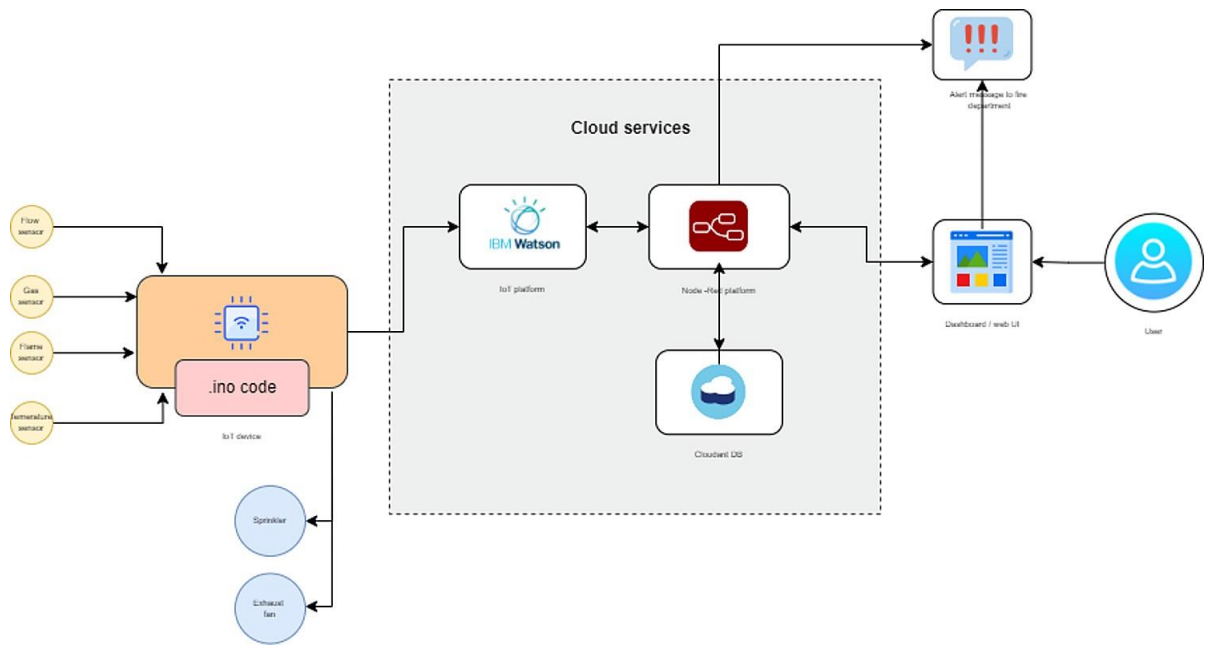 Alert message to fire
department
Cloud services
Flow
sensor
IBM Watson
IoT platform
Node -Red platform
Gas
sensor
Flame
sensor
.ino code
Temerature
sensor
IoT device
Dashboard / web UI
User
Cloudant DB
Sprinkler
Exhaust
fan